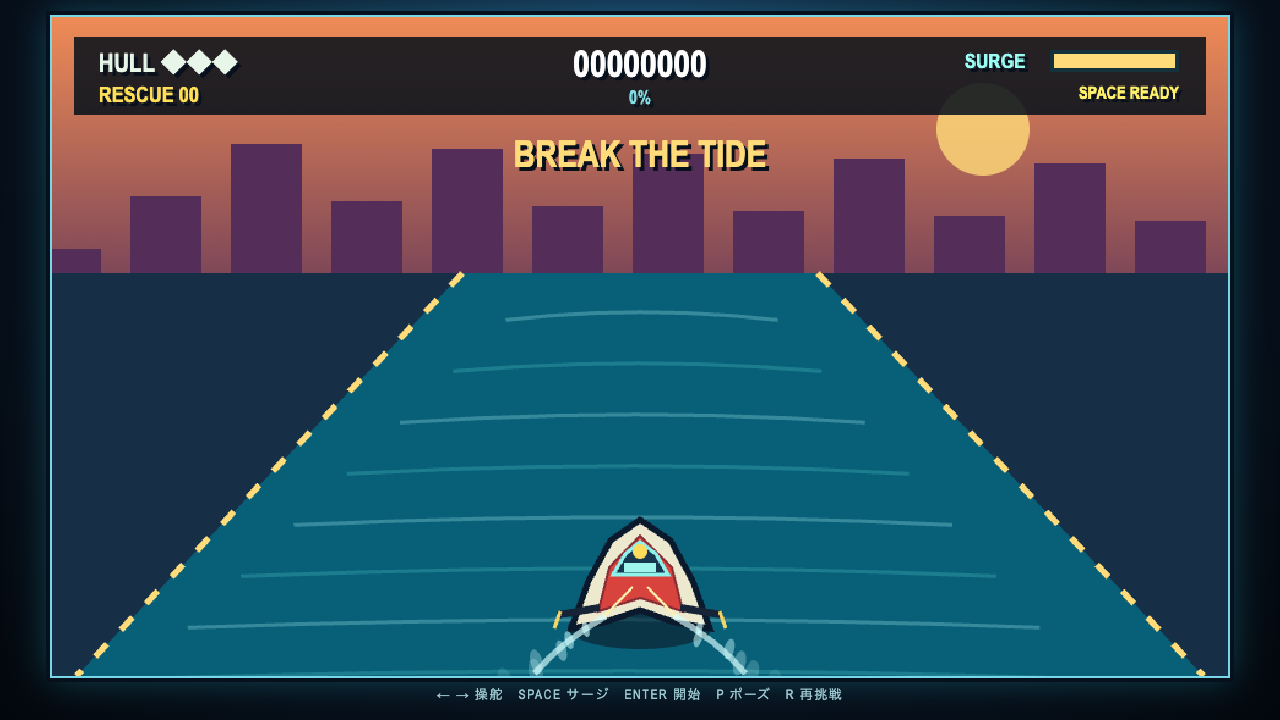 HULL
RESCUE 00
00000000
0%
SURGE
SPACE READY
BREAK THE TIDE
← → 操舵 SPACE サージ ENTER 開始 P ポーズ R 再挑戦